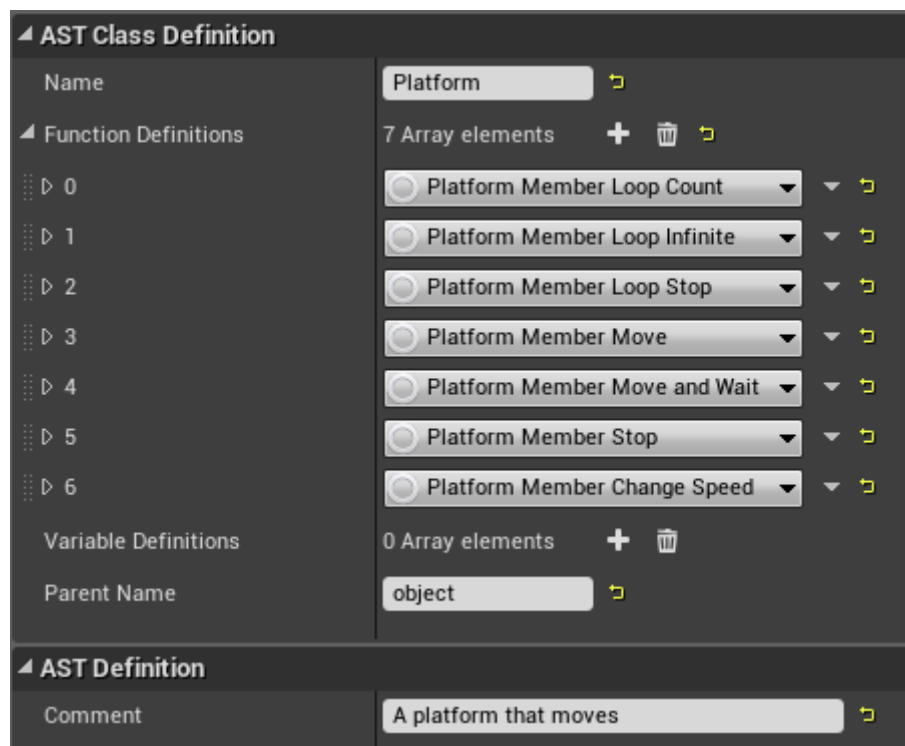 AST Class Definition
Name Platform
Function Definitions 7 Array elements
0 Platform Member Loop Count
1 Platform Member Loop Infinite
2 Platform Member Loop Stop
3 Platform Member Move
4 Platform Member Move and Wait
5 Platform Member Stop
6 Platform Member Change Speed
Variable Definitions 0 Array elements
Parent Name object
AST Definition
Comment A platform that moves